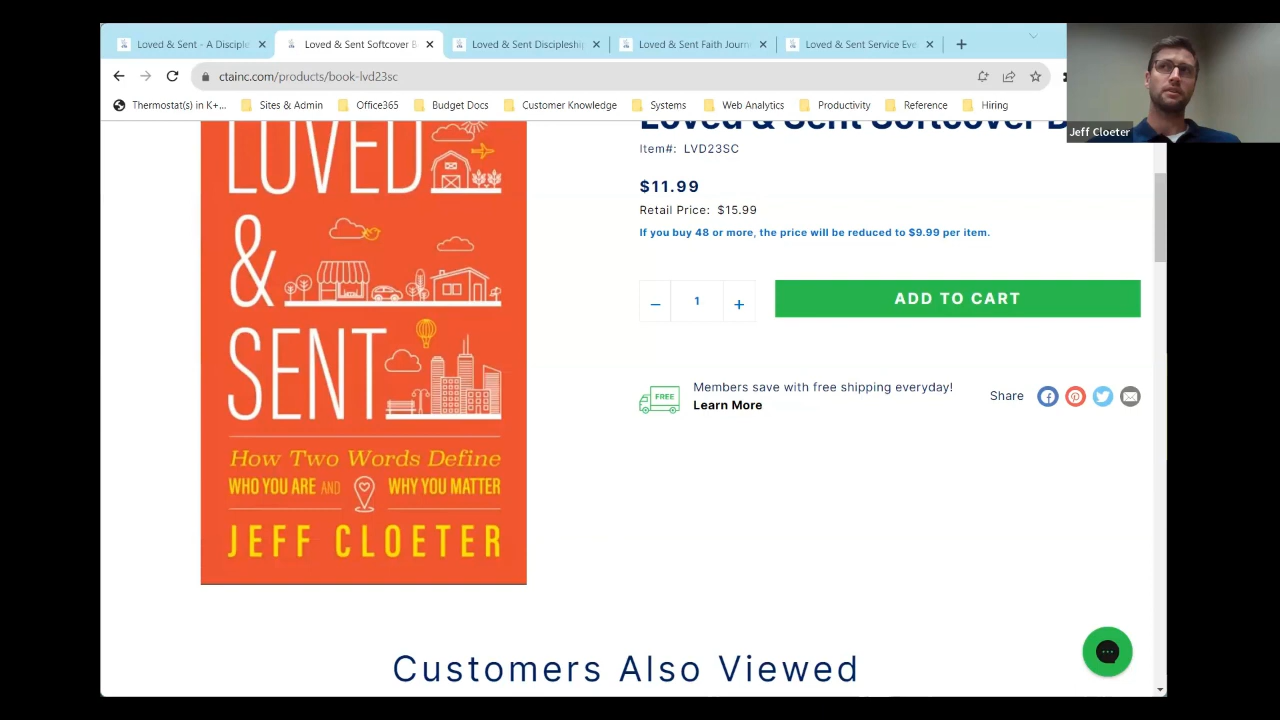 Loved & Sent - A Disciple
Loved & Sent Softcover B
Loved & Sent Discipleshi
Loved & Sent Faith Journ
Loved & Sent Service Eve
ctainc.com/products/book-lvd23sc
Thermostat(s) in K+... Sites & Admin Office365 Budget Docs Customer Knowledge Systems Web Analytics Productivity Reference Hiring
Jeff Cloeter
LOVED
&
SENT
How Two Words Define
WHO YOU ARE AND WHY YOU MATTER
JEFF CLOETER
Loved & Sent Softcover B
Item#: LVD23SC
$11.99
Retail Price: $15.99
If you buy 48 or more, the price will be reduced to $9.99 per item.
− 1 + ADD TO CART
FREE
Members save with free shipping everyday!
Learn More
Share
Customers Also Viewed